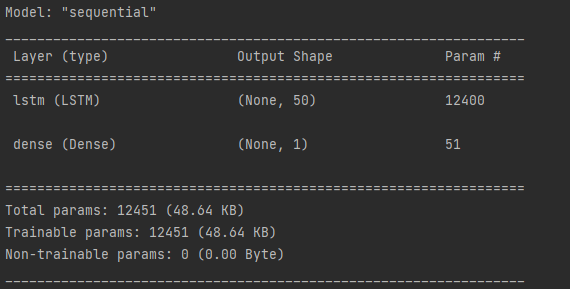 Model: "sequential"
_________________________________________________________________
Layer (type)                Output Shape              Param #
=================================================================
lstm (LSTM)                 (None, 50)                12400
dense (Dense)               (None, 1)                 51
=================================================================
Total params: 12451 (48.64 KB)
Trainable params: 12451 (48.64 KB)
Non-trainable params: 0 (0.00 Byte)
_________________________________________________________________